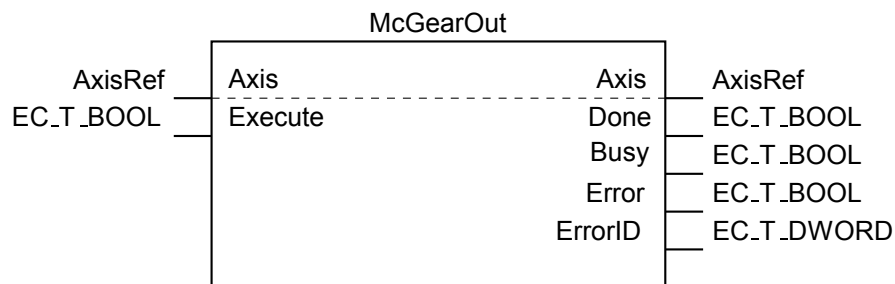 McGearOut
AxisRef Axis Axis AxisRef
EC_T_BOOL Execute Done EC_T_BOOL
Busy EC_T_BOOL
Error EC_T_BOOL
ErrorID EC_T_DWORD